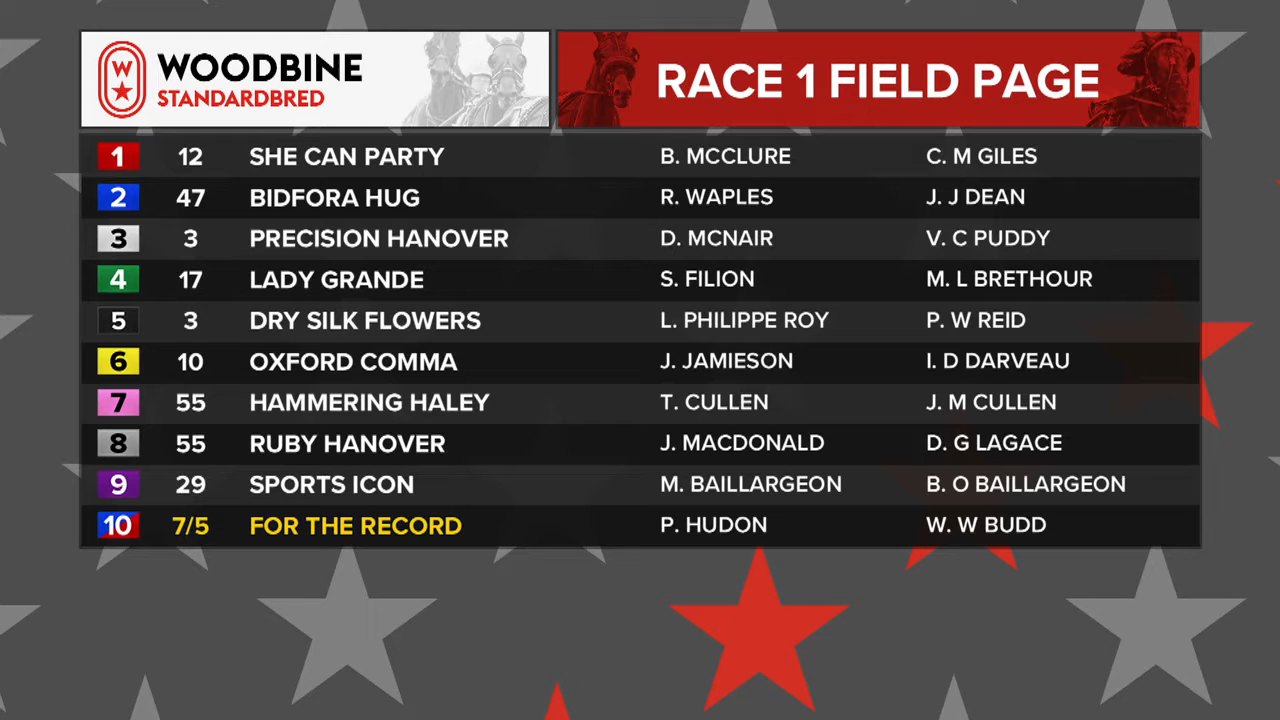 W
WOODBINE
STANDARDBRED
RACE 1 FIELD PAGE
1 12 SHE CAN PARTY B. MCCLURE C. M GILES
2 47 BIDFORA HUG R. WAPLES J. J DEAN
3 3 PRECISION HANOVER D. MCNAIR V. C PUDDY
4 17 LADY GRANDE S. FILION M. L BRETHOUR
5 3 DRY SILK FLOWERS L. PHILIPPE ROY P. W REID
6 10 OXFORD COMMA J. JAMIESON I. D DARVEAU
7 55 HAMMERING HALEY T. CULLEN J. M CULLEN
8 55 RUBY HANOVER J. MACDONALD D. G LAGACE
9 29 SPORTS ICON M. BAILLARGEON B. O BAILLARGEON
10 7/5 FOR THE RECORD P. HUDON W. W BUDD